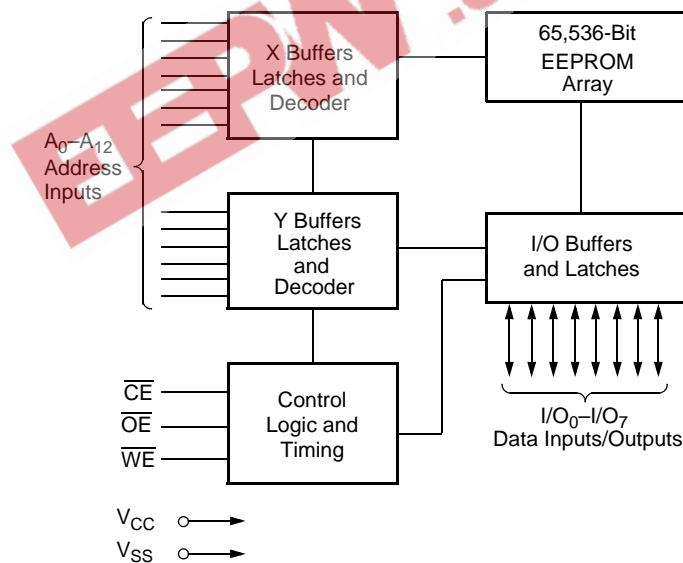 X Buffers
Latches and
Decoder
65,536-Bit
EEPROM
Array
A0–A12
Address
Inputs
Y Buffers
Latches
and
Decoder
I/O Buffers
and Latches
CE
OE
WE
Control
Logic and
Timing
I/O0–I/O7
Data Inputs/Outputs
VCC
VSS
EEPW